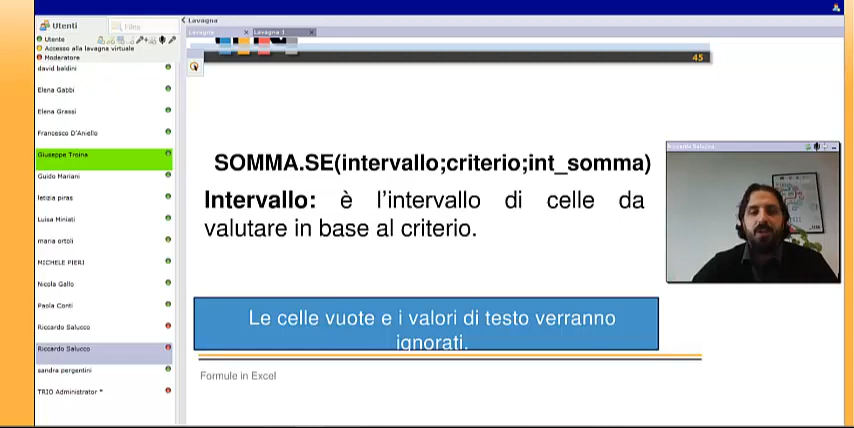 Utenti
Files
Utente
Accesso alla lavagna virtuale
Moderatore
david baldini
Elena Gabbi
Elena Grassi
Francesco D'Aniello
Giuseppe Troina
Guido Mariani
letizia piras
Luisa Miniati
maria ortoli
MICHELE PIERI
Nicola Gallo
Paola Conti
Riccardo Salucco
Riccardo Salucco
sandra pergentini
TRIO Administrator *
Lavagna
Lavagna
Lavagna 1
45
SOMMA.SE(intervallo;criterio;int_somma)
Intervallo: è l'intervallo di celle da
valutare in base al criterio.
Le celle vuote e i valori di testo verranno
ignorati.
Formule in Excel
Riccardo Salucco